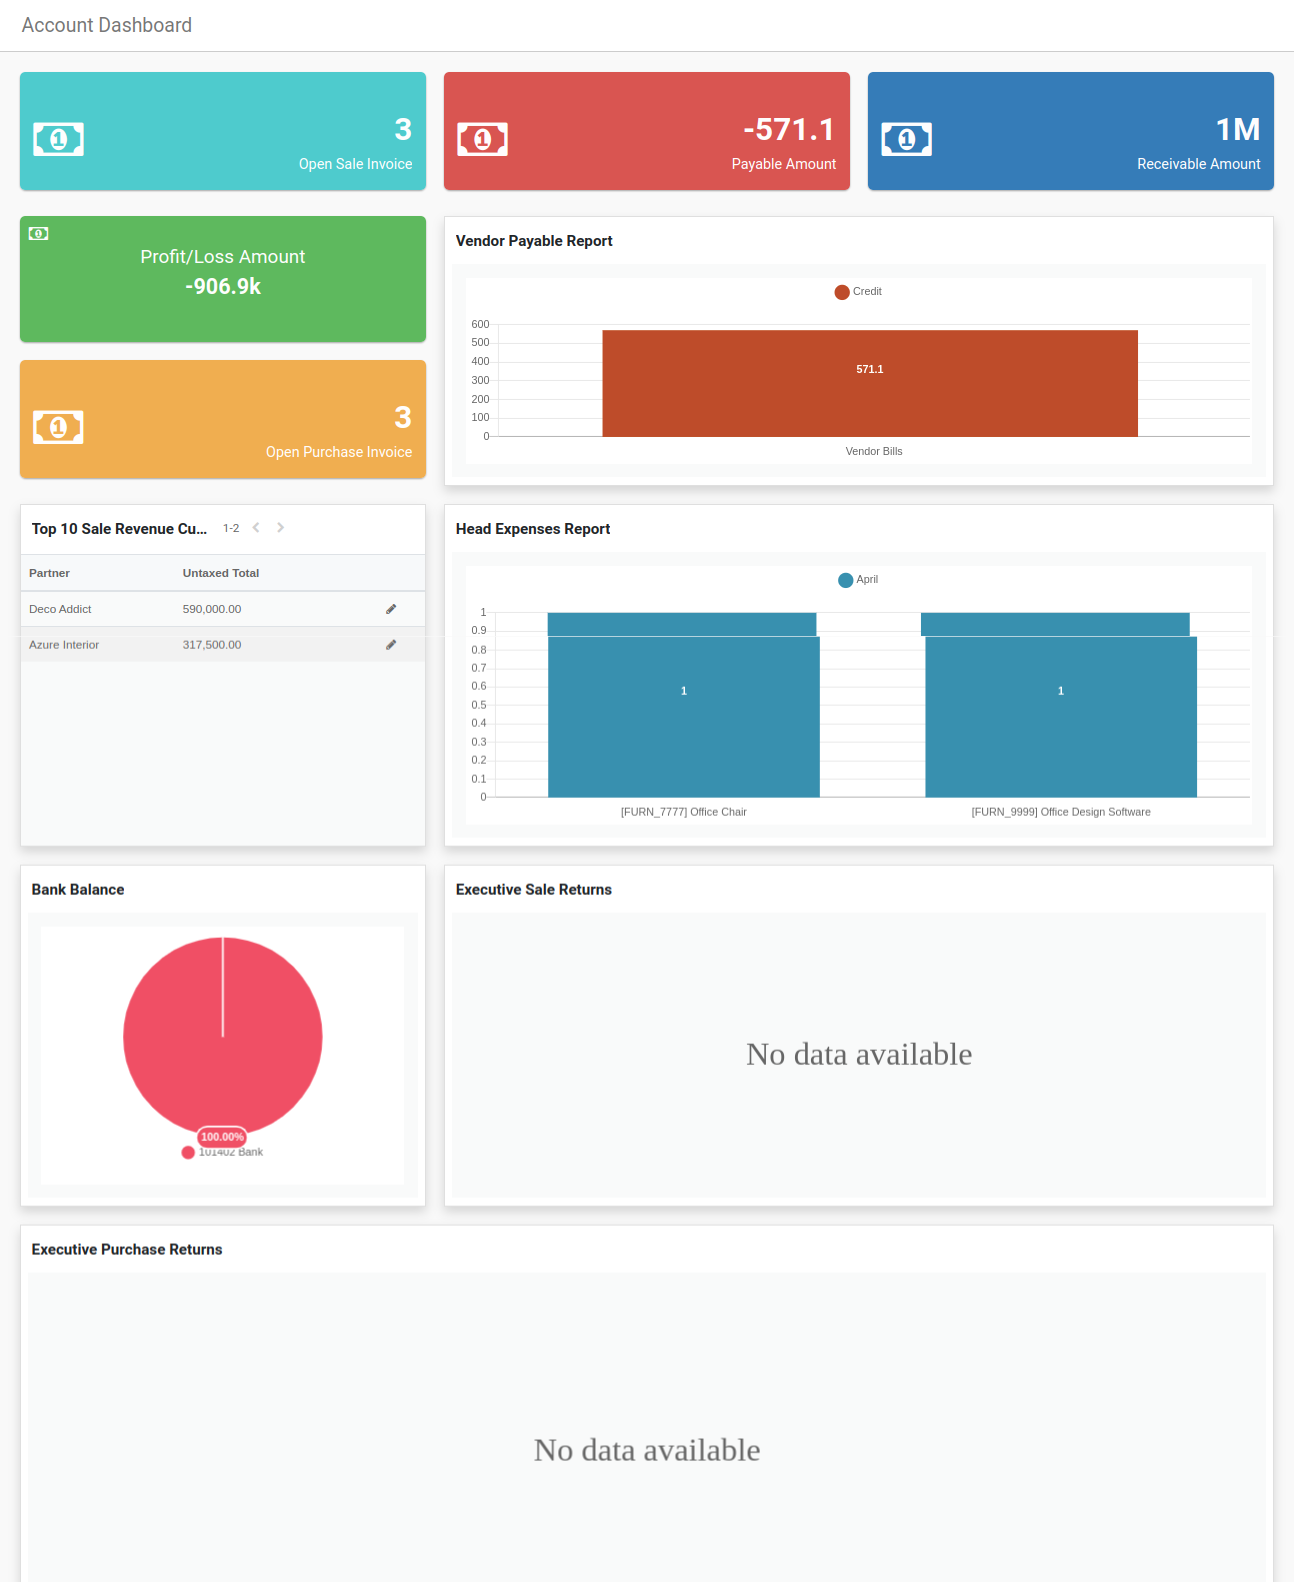 Account Dashboard
1
3
Open Sale Invoice
1
-571.1
Payable Amount
1
1M
Receivable Amount
Profit/Loss Amount
-906.9k
1
3
Open Purchase Invoice
Vendor Payable Report
Credit
600
500
400
300
200
100
0
571.1
Vendor Bills
Top 10 Sale Revenue Cu... 1-2
Partner Untaxed Total
Deco Addict 590,000.00
Azure Interior 317,500.00
Head Expenses Report
April
1
0.9
0.8
0.7
0.6
0.5
0.4
0.3
0.2
0.1
0
1 1
[FURN_7777] Office Chair [FURN_9999] Office Design Software
Bank Balance
100.00%
101402 Bank
Executive Sale Returns
No data available
Executive Purchase Returns
No data available